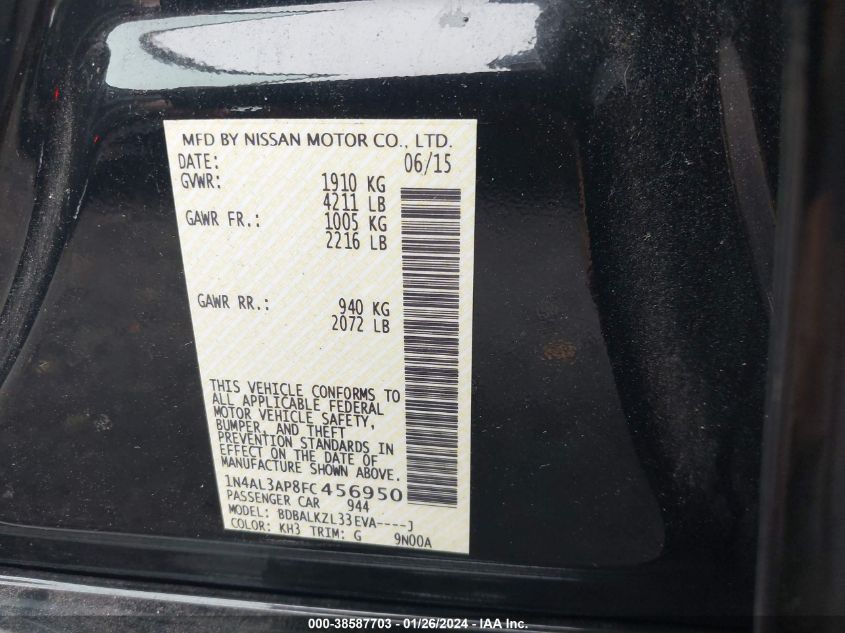 MFD BY NISSAN MOTOR CO., LTD.
DATE: 06/15
GVWR: 1910 KG
4211 LB
GAWR FR.: 1005 KG
2216 LB
GAWR RR.: 940 KG
2072 LB
THIS VEHICLE CONFORMS TO
ALL APPLICABLE FEDERAL
MOTOR VEHICLE SAFETY,
BUMPER, AND THEFT
PREVENTION STANDARDS IN
EFFECT ON THE DATE OF
MANUFACTURE SHOWN ABOVE.
1N4AL3AP8FC456950
PASSENGER CAR 944
MODEL: BDBALKZL33EVA----J
COLOR: KH3 TRIM: G 9N00A
000-38587703 - 01/26/2024 - IAA Inc.